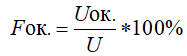 Fок. = Uок. / U *100%